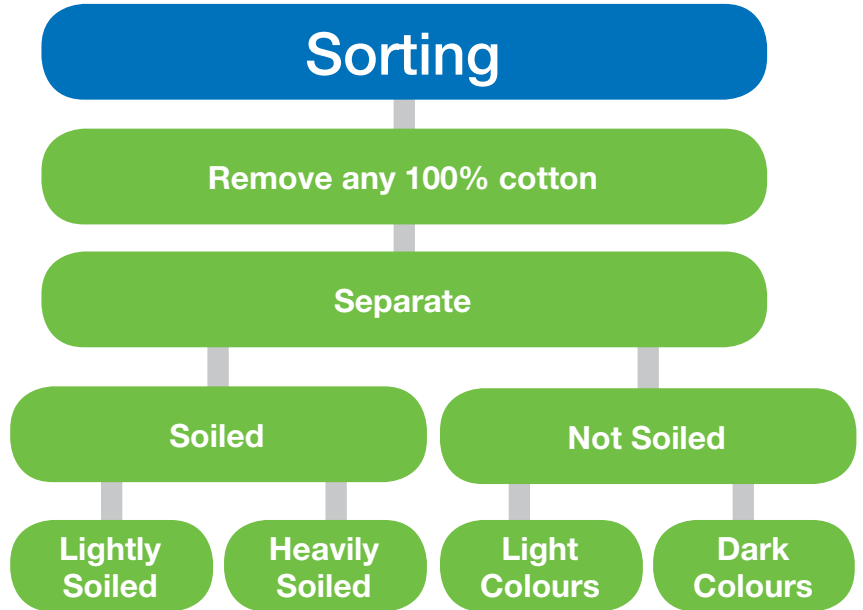 Sorting
Remove any 100% cotton
Separate
Soiled
Not Soiled
Lightly
Soiled
Heavily
Soiled
Light
Colours
Dark
Colours